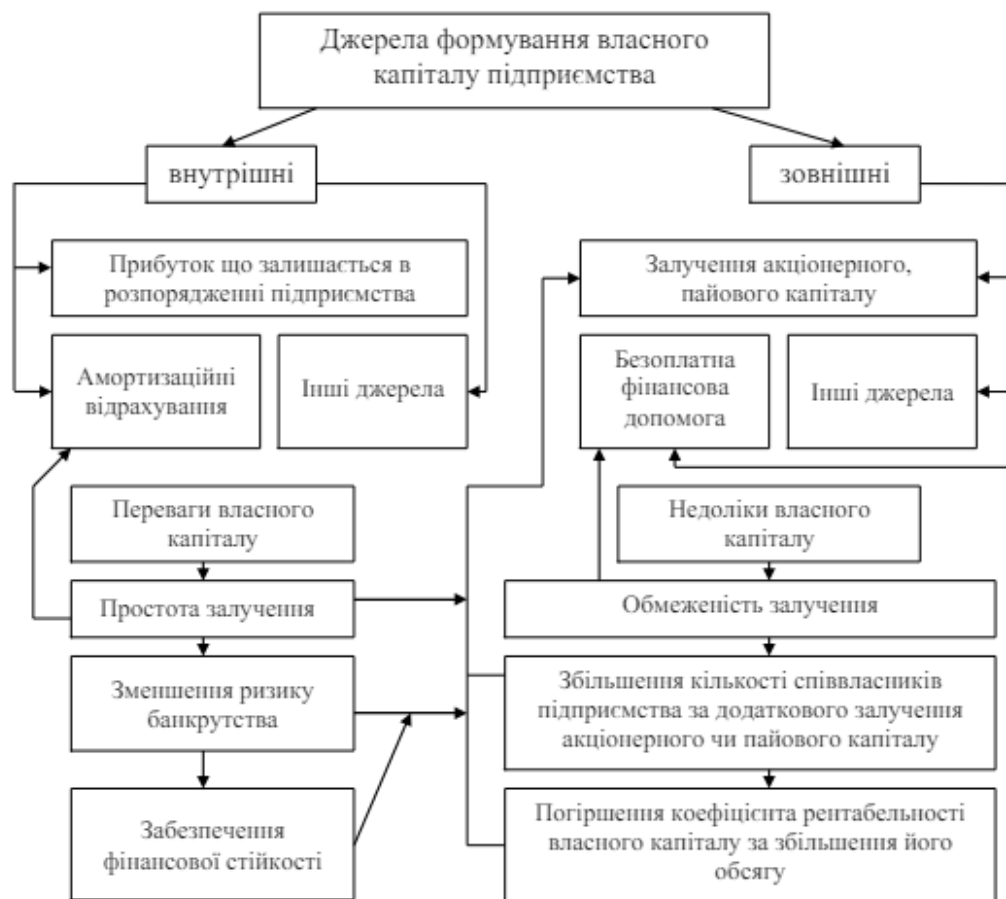 Джерела формування власного
капіталу підприємства
внутрішні
зовнішні
Прибуток що залишається в
розпорядженні підприємства
Залучення акціонерного,
пайового капіталу
Амортизаційні
відрахування
Інші джерела
Безоплатна
фінансова
допомога
Інші джерела
Переваги власного
капіталу
Недоліки власного
капіталу
Простота залучення
Обмеженість залучення
Зменшення ризику
банкрутства
Збільшення кількості співвласників
підприємства за додаткового залучення
акціонерного чи пайового капіталу
Забезпечення
фінансової стійкості
Погіршення коефіцієнта рентабельності
власного капіталу за збільшення його
обсягу